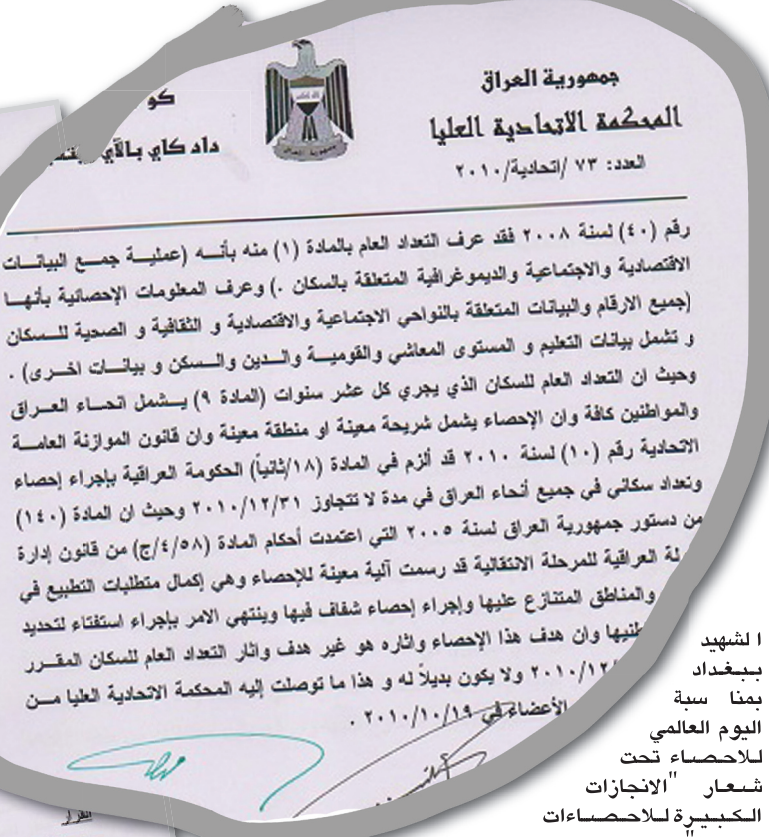 جمهورية العراق
المحكمة الاتحادية العليا
العدد: ٧٣ /اتحادية/٢٠١٠
كو
داد گاي بالآي
رقم (٤٠) لسنة ٢٠٠٨ فقد عرف التعداد العام بالمادة (١) منه بأنه (عملية جمع البيانات
الاقتصادية والاجتماعية والديموغرافية المتعلقة بالسكان .) وعرف المعلومات الإحصائية بأنها
(جميع الارقام والبيانات المتعلقة بالنواحي الاجتماعية والاقتصادية و الثقافية و الصحية للسكان
و تشمل بيانات التعليم و المستوى المعاشي والقومية والدين والسكن و بيانات اخرى) .
وحيث ان التعداد العام للسكان الذي يجري كل عشر سنوات (المادة ٩) يشمل انحاء العراق
والمواطنين كافة وان الإحصاء يشمل شريحة معينة او منطقة معينة وان قانون الموازنة العامة
الاتحادية رقم (١٠) لسنة ٢٠١٠ قد ألزم في المادة (١٨/ثانياً) الحكومة العراقية بإجراء إحصاء
وتعداد سكاني في جميع أنحاء العراق في مدة لا تتجاوز ٢٠١٠/١٢/٣١ وحيث ان المادة (١٤٠)
من دستور جمهورية العراق لسنة ٢٠٠٥ التي اعتمدت أحكام المادة (٥٨/٤/ج) من قانون إدارة
لة العراقية للمرحلة الانتقالية قد رسمت آلية معينة للإحصاء وهي إكمال متطلبات التطبيع في
والمناطق المتنازع عليها وإجراء إحصاء شفاف فيها وينتهي الامر بإجراء استفتاء لتحديد
طنيها وان هدف هذا الإحصاء واثاره هو غير هدف واثار التعداد العام للسكان المقرر
٢٠١٠/١٢/ ولا يكون بديلاً له و هذا ما توصلت إليه المحكمة الاتحادية العليا من
الأعضاء في ٢٠١٠/١٠/١٩ .
القرار
الشهيد
ببغداد
بمنا سبة
اليوم العالمي
للاحصاء تحت
شعار "الانجازات
الكبيرة للاحصاءات